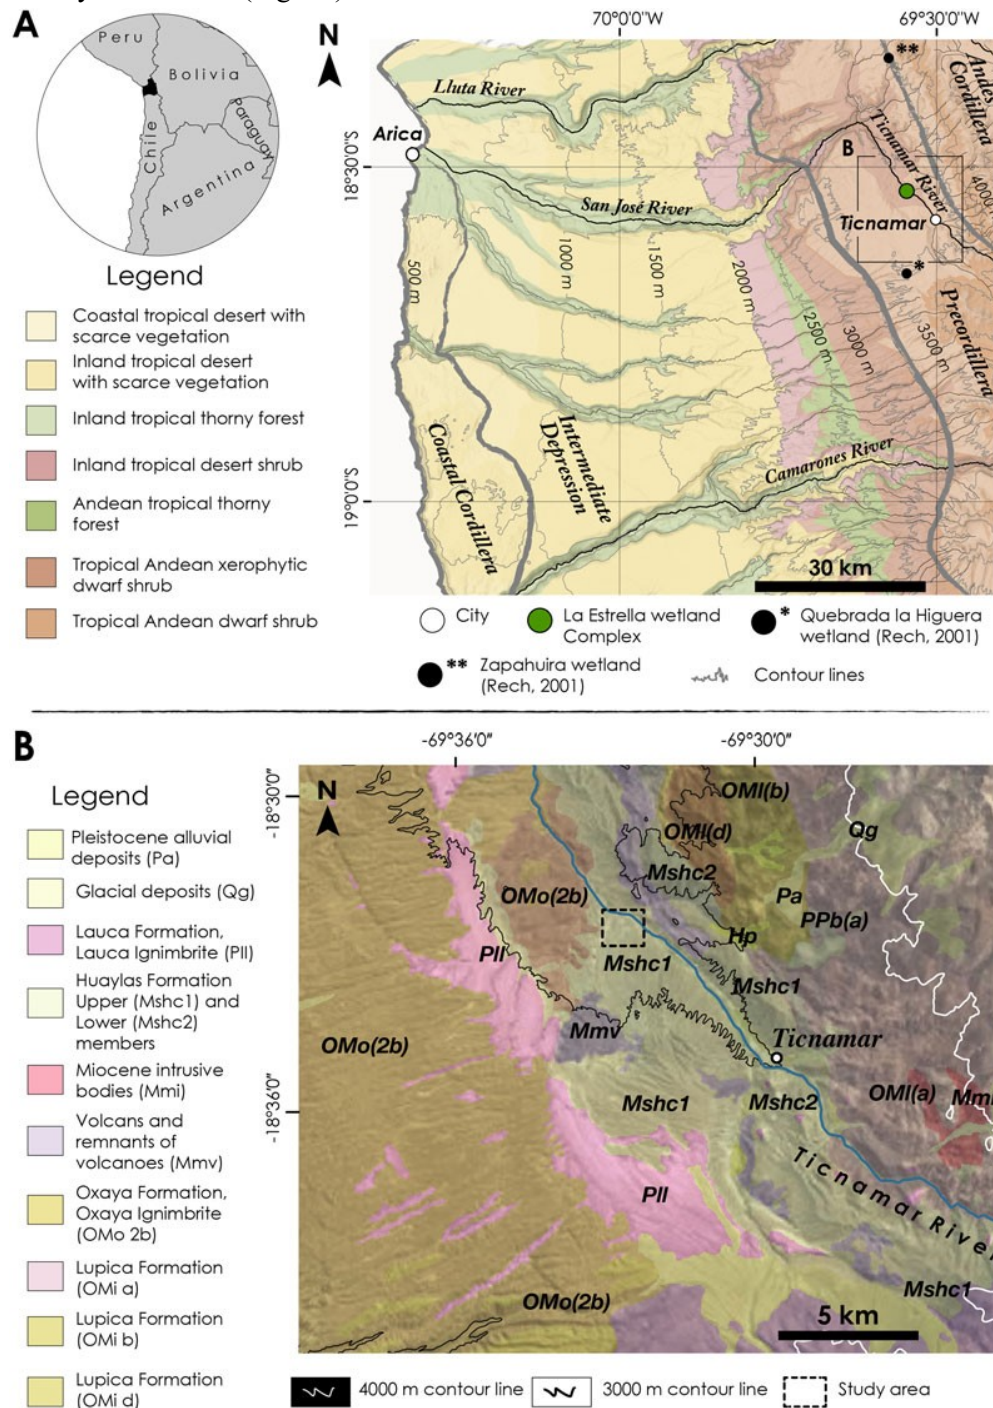 A
Peru
Bolivia
Paraguay
Chile
Argentina
Legend
Coastal tropical desert with
scarce vegetation
Inland tropical desert
with scarce vegetation
Inland tropical thorny forest
Inland tropical desert shrub
Andean tropical thorny
forest
Tropical Andean xerophytic
dwarf shrub
Tropical Andean dwarf shrub
70°0'0''W
69°30'0''W
N
**
Andes
Cordillera
Lluta River
Arica
18°30'0''S
Ticnamar River
B
4000 m
San José River
Ticnamar
*
500 m
1000 m
1500 m
2000 m
2500 m
3000 m
3500 m
Precordillera
Coastal Cordillera
Intermediate
Depression
Camarones River
19°0'0''S
30 km
City
La Estrella wetland
Complex
* Quebrada la Higuera
wetland (Rech, 2001)
** Zapahuira wetland
(Rech, 2001)
Contour lines
B
Legend
Pleistocene alluvial
deposits (Pa)
Glacial deposits (Qg)
Lauca Formation,
Lauca Ignimbrite (Pll)
Huaylas Formation
Upper (Mshc1) and
Lower (Mshc2)
members
Miocene intrusive
bodies (Mmi)
Volcans and
remnants of
volcanoes (Mmv)
Oxaya Formation,
Oxaya Ignimbrite
(OMo 2b)
Lupica Formation
(OMi a)
Lupica Formation
(OMi b)
Lupica Formation
(OMi d)
-69°36'0''
-69°30'0''
-18°30'0''
N
OMl(b)
OMl(d)
Qg
Mshc2
OMo(2b)
Pa
PPb(a)
Hp
Pll
Mshc1
Mshc1
Mmv
Ticnamar
OMo(2b)
-18°36'0''
OMl(a)
Mshc1
Mshc2
Ticnamar River
Pll
Mshc1
OMo(2b)
5 km
4000 m contour line
3000 m contour line
Study area